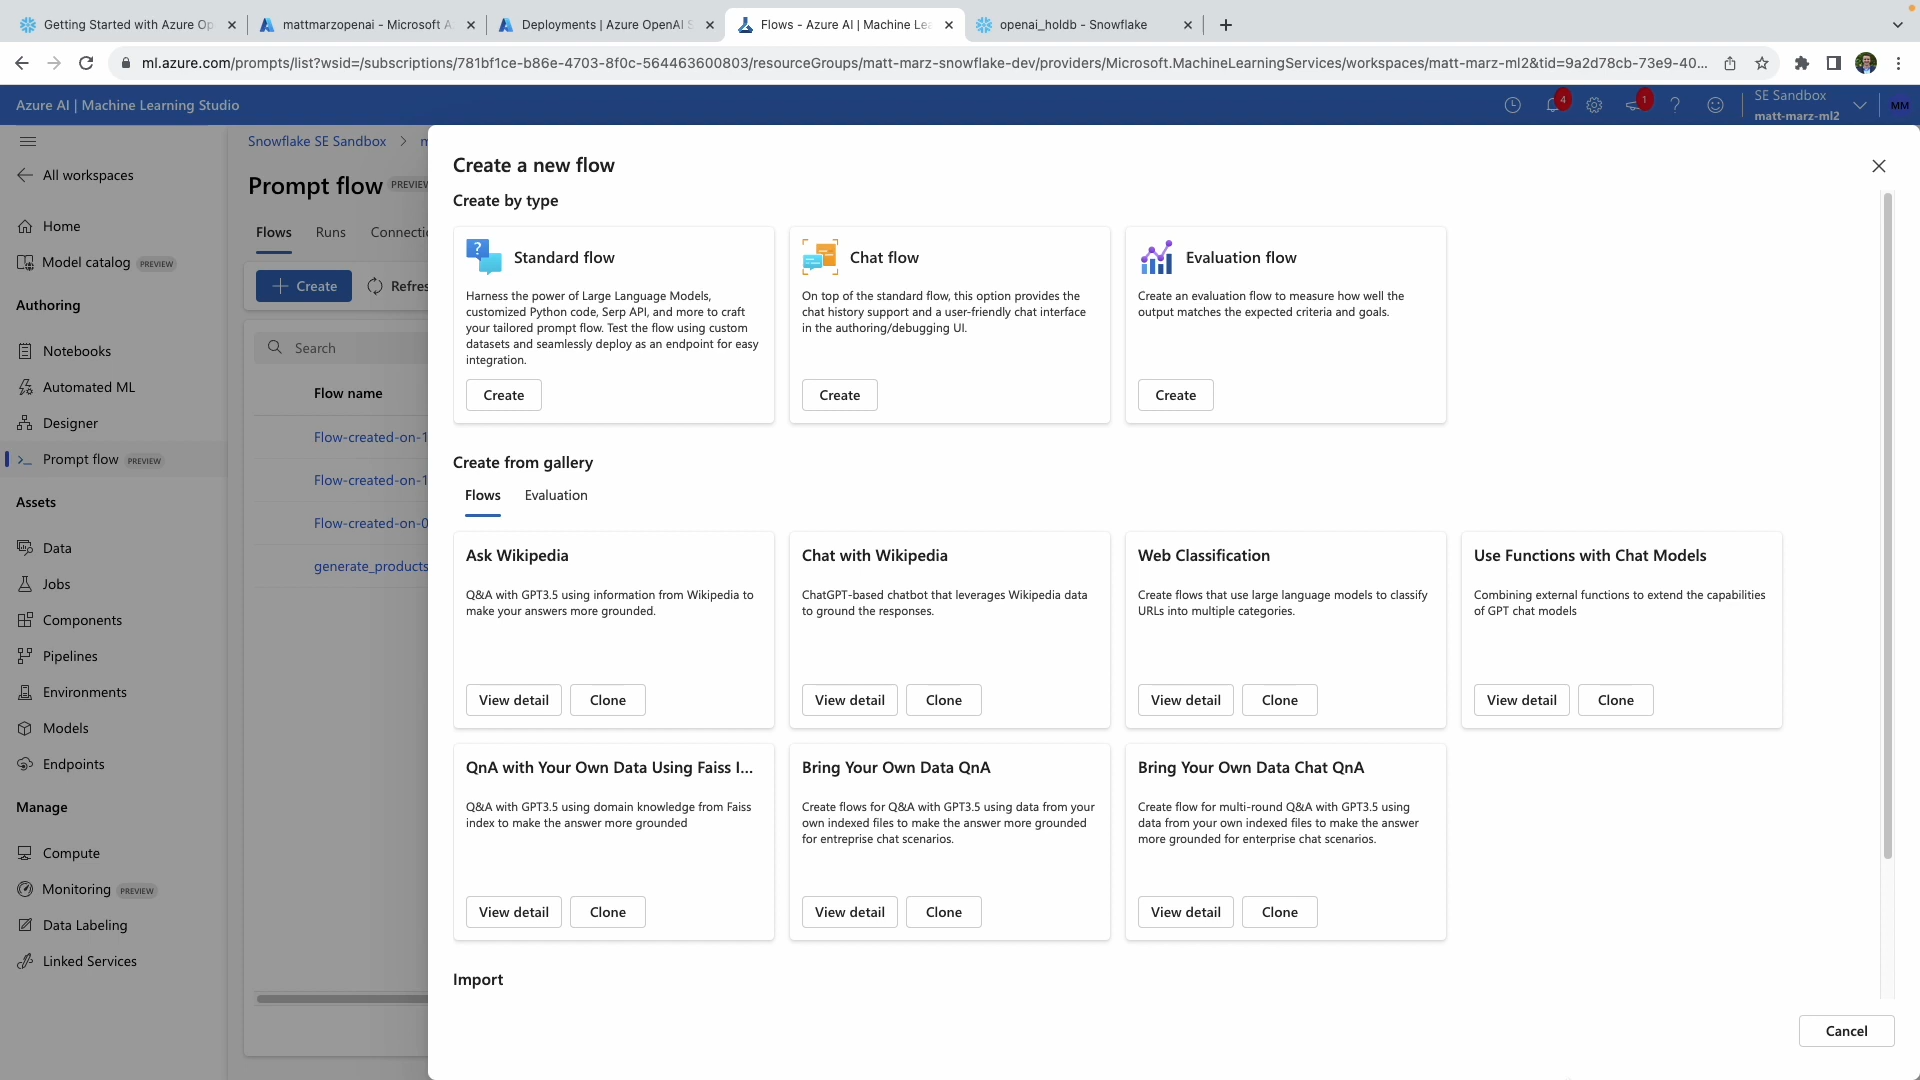 Getting Started with Azure Op
mattmarzopenai - Microsoft A
Deployments | Azure OpenAI S
Flows - Azure AI | Machine Lea
openai_holdb - Snowflake
ml.azure.com/prompts/list?wsid=/subscriptions/781bf1ce-b86e-4703-8f0c-564463600803/resourceGroups/matt-marz-snowflake-dev/providers/Microsoft.MachineLearningServices/workspaces/matt-marz-ml2&tid=9a2d78cb-73e9-40...
Azure AI | Machine Learning Studio
4
1
SE Sandbox
matt-marz-ml2
MM
All workspaces
Home
Model catalog PREVIEW
Authoring
Notebooks
Automated ML
Designer
Prompt flow PREVIEW
Assets
Data
Jobs
Components
Pipelines
Environments
Models
Endpoints
Manage
Compute
Monitoring PREVIEW
Data Labeling
Linked Services
Snowflake SE Sandbox > m
Prompt flow PREVIEW
Flows Runs Connectio
Create Refres
Search
Flow name
Flow-created-on-1
Flow-created-on-1
Flow-created-on-0
generate_products
Create a new flow
Create by type
Standard flow
Harness the power of Large Language Models,
customized Python code, Serp API, and more to craft
your tailored prompt flow. Test the flow using custom
datasets and seamlessly deploy as an endpoint for easy
integration.
Create
Chat flow
On top of the standard flow, this option provides the
chat history support and a user-friendly chat interface
in the authoring/debugging UI.
Create
Evaluation flow
Create an evaluation flow to measure how well the
output matches the expected criteria and goals.
Create
Create from gallery
Flows Evaluation
Ask Wikipedia
Q&A with GPT3.5 using information from Wikipedia to
make your answers more grounded.
View detail Clone
Chat with Wikipedia
ChatGPT-based chatbot that leverages Wikipedia data
to ground the responses.
View detail Clone
Web Classification
Create flows that use large language models to classify
URLs into multiple categories.
View detail Clone
Use Functions with Chat Models
Combining external functions to extend the capabilities
of GPT chat models
View detail Clone
QnA with Your Own Data Using Faiss I...
Q&A with GPT3.5 using domain knowledge from Faiss
index to make the answer more grounded
View detail Clone
Bring Your Own Data QnA
Create flows for Q&A with GPT3.5 using data from your
own indexed files to make the answer more grounded
for entreprise chat scenarios.
View detail Clone
Bring Your Own Data Chat QnA
Create flow for multi-round Q&A with GPT3.5 using
data from your own indexed files to make the answer
more grounded for enterprise chat scenarios.
View detail Clone
Import
Cancel